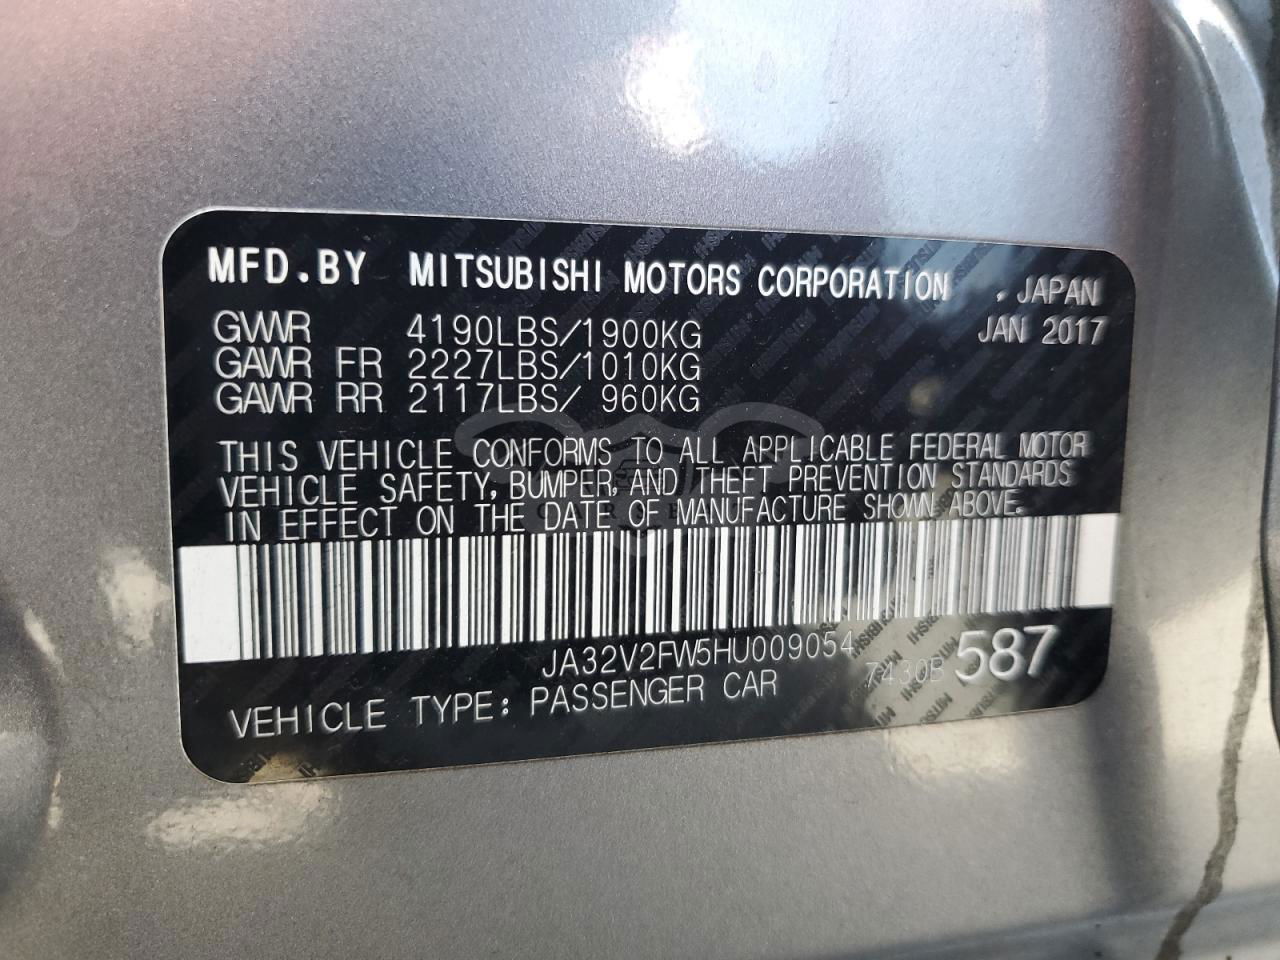 MFD.BY MITSUBISHI MOTORS CORPORATION , JAPAN
GVWR 4190LBS/1900KG JAN 2017
GAWR FR 2227LBS/1010KG
GAWR RR 2117LBS/ 960KG
THIS VEHICLE CONFORMS TO ALL APPLICABLE FEDERAL MOTOR
VEHICLE SAFETY, BUMPER, AND THEFT PREVENTION STANDARDS
IN EFFECT ON THE DATE OF MANUFACTURE SHOWN ABOVE.
JA32V2FW5HU009054 7430B 587
VEHICLE TYPE: PASSENGER CAR